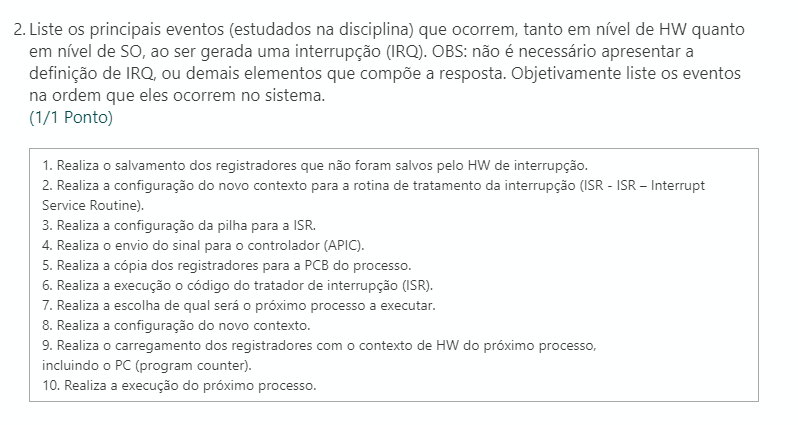 2. Liste os principais eventos (estudados na disciplina) que ocorrem, tanto em nível de HW quanto
em nível de SO, ao ser gerada uma interrupção (IRQ). OBS: não é necessário apresentar a
definição de IRQ, ou demais elementos que compõe a resposta. Objetivamente liste os eventos
na ordem que eles ocorrem no sistema.
(1/1 Ponto)
1. Realiza o salvamento dos registradores que não foram salvos pelo HW de interrupção.
2. Realiza a configuração do novo contexto para a rotina de tratamento da interrupção (ISR - ISR – Interrupt
Service Routine).
3. Realiza a configuração da pilha para a ISR.
4. Realiza o envio do sinal para o controlador (APIC).
5. Realiza a cópia dos registradores para a PCB do processo.
6. Realiza a execução o código do tratador de interrupção (ISR).
7. Realiza a escolha de qual será o próximo processo a executar.
8. Realiza a configuração do novo contexto.
9. Realiza o carregamento dos registradores com o contexto de HW do próximo processo,
incluindo o PC (program counter).
10. Realiza a execução do próximo processo.